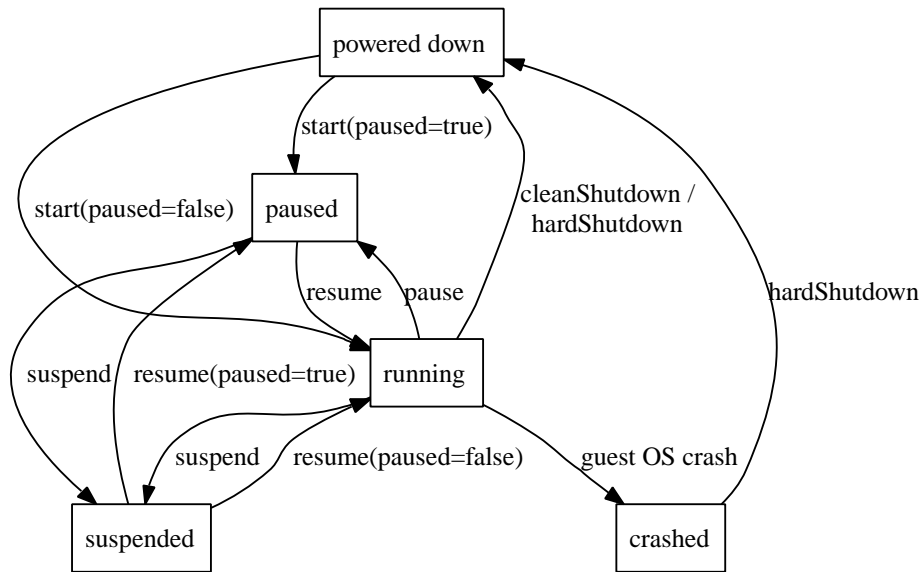 powered down
start(paused=true)
cleanShutdown /
hardShutdown
start(paused=false)
paused
resume
pause
hardShutdown
suspend
resume(paused=true)
running
suspend
resume(paused=false)
guest OS crash
suspended
crashed